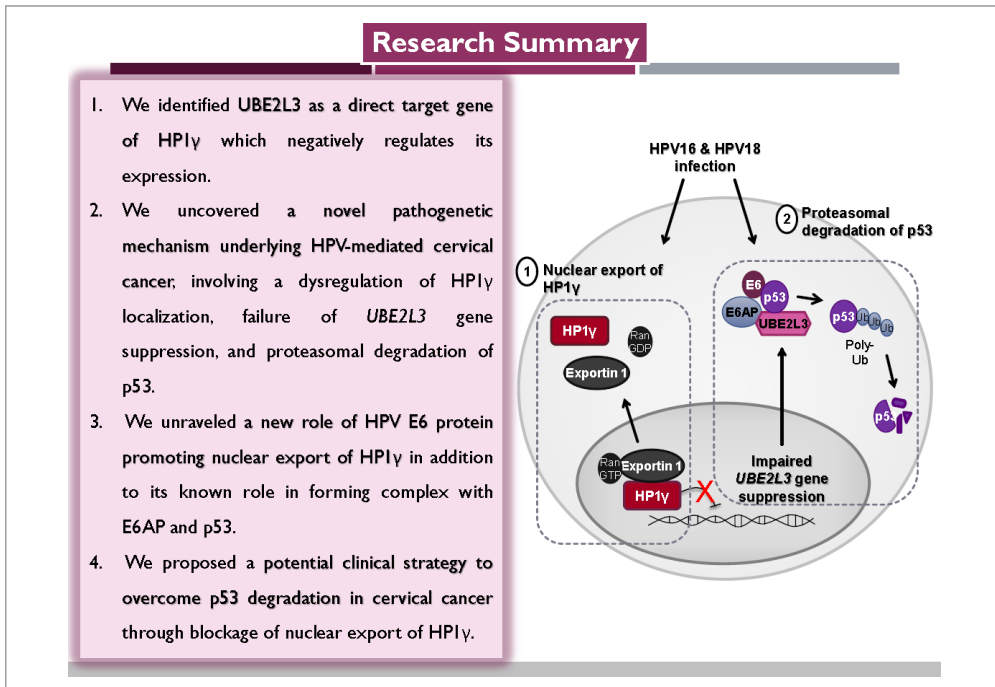 Research Summary
1. We identified UBE2L3 as a direct target gene
of HP1γ which negatively regulates its
expression.
2. We uncovered a novel pathogenetic
mechanism underlying HPV-mediated cervical
cancer, involving a dysregulation of HP1γ
localization, failure of UBE2L3 gene
suppression, and proteasomal degradation of
p53.
3. We unraveled a new role of HPV E6 protein
promoting nuclear export of HP1γ in addition
to its known role in forming complex with
E6AP and p53.
4. We proposed a potential clinical strategy to
overcome p53 degradation in cervical cancer
through blockage of nuclear export of HP1γ.
HPV16 & HPV18
infection
2 Proteasomal
degradation of p53
1 Nuclear export of
HP1γ
E6
p53
E6AP
UBE2L3
p53
Ub
Ub
Ub
Poly-
Ub
p53
HP1γ
Ran
GDP
Exportin 1
Ran
GTP
Exportin 1
HP1γ
X
Impaired
UBE2L3 gene
suppression